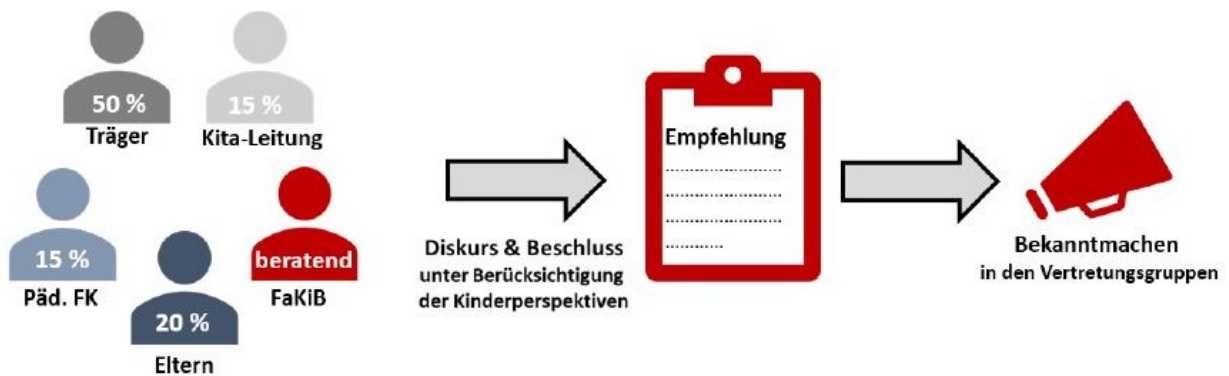 50 %
Träger
15 %
Kita-Leitung
15 %
Päd. FK
20 %
Eltern
beratend
FaKiB
Diskurs & Beschluss
unter Berücksichtigung
der Kinderperspektiven
Empfehlung
Bekanntmachen
in den Vertretungsgruppen